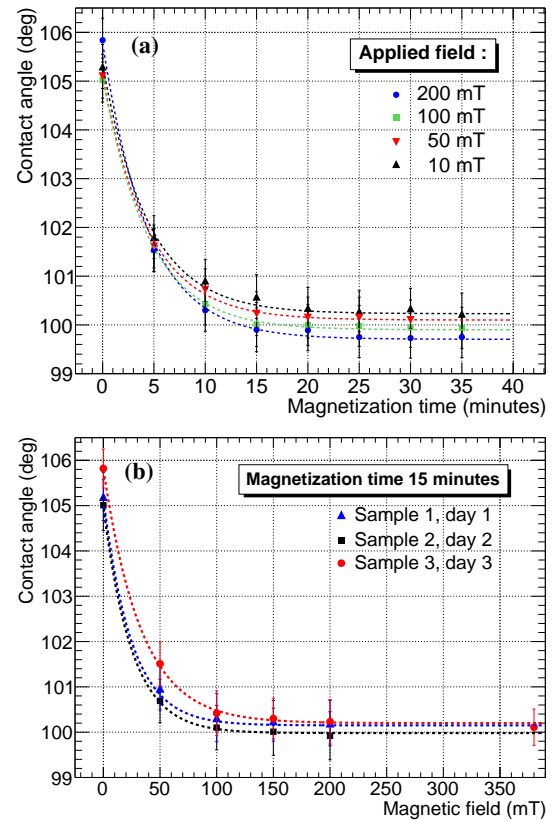 (a)
Applied field :
200 mT
100 mT
50 mT
10 mT
Contact angle (deg)
106
105
104
103
102
101
100
99
0 5 10 15 20 25 30 35 40
Magnetization time (minutes)
(b)
Magnetization time 15 minutes
Sample 1, day 1
Sample 2, day 2
Sample 3, day 3
Contact angle (deg)
106
105
104
103
102
101
100
99
0 50 100 150 200 250 300 350
Magnetic field (mT)